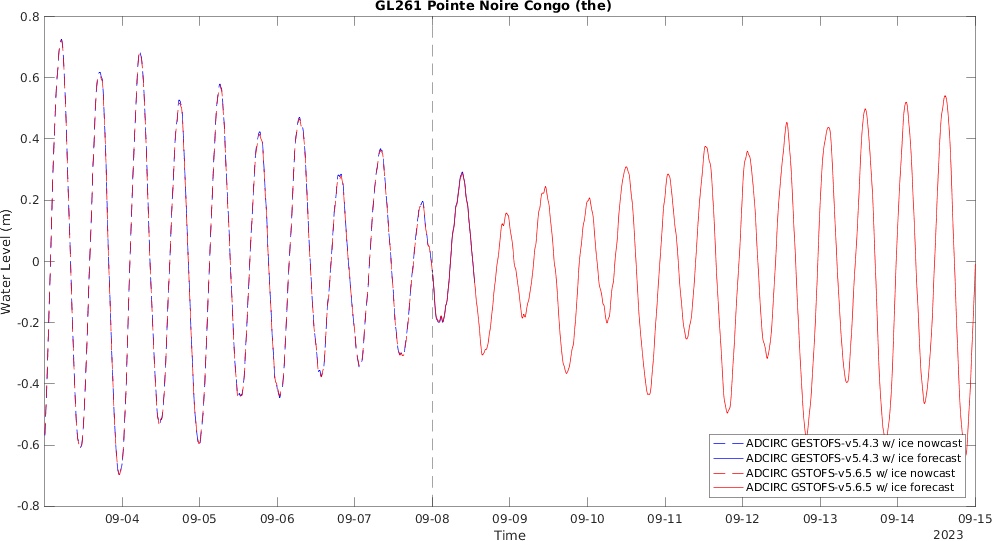 GL261 Pointe Noire Congo (the)
Water Level (m)
0.8
0.6
0.4
0.2
0
-0.2
-0.4
-0.6
-0.8
ADCIRC GESTOFS-v5.4.3 w/ ice nowcast
ADCIRC GESTOFS-v5.4.3 w/ ice forecast
ADCIRC GSTOFS-v5.6.5 w/ ice nowcast
ADCIRC GSTOFS-v5.6.5 w/ ice forecast
09-04 09-05 09-06 09-07 09-08 09-09 09-10 09-11 09-12 09-13 09-14 09-15
Time
2023